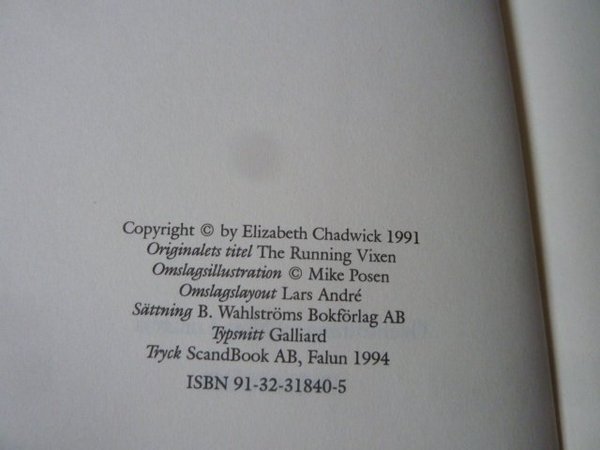 Copyright © by Elizabeth Chadwick 1991
Originalets titel The Running Vixen
Omslagsillustration © Mike Posen
Omslagslayout Lars André
Sättning B. Wahlströms Bokförlag AB
Typsnitt Galliard
Tryck ScandBook AB, Falun 1994
ISBN 91-32-31840-5